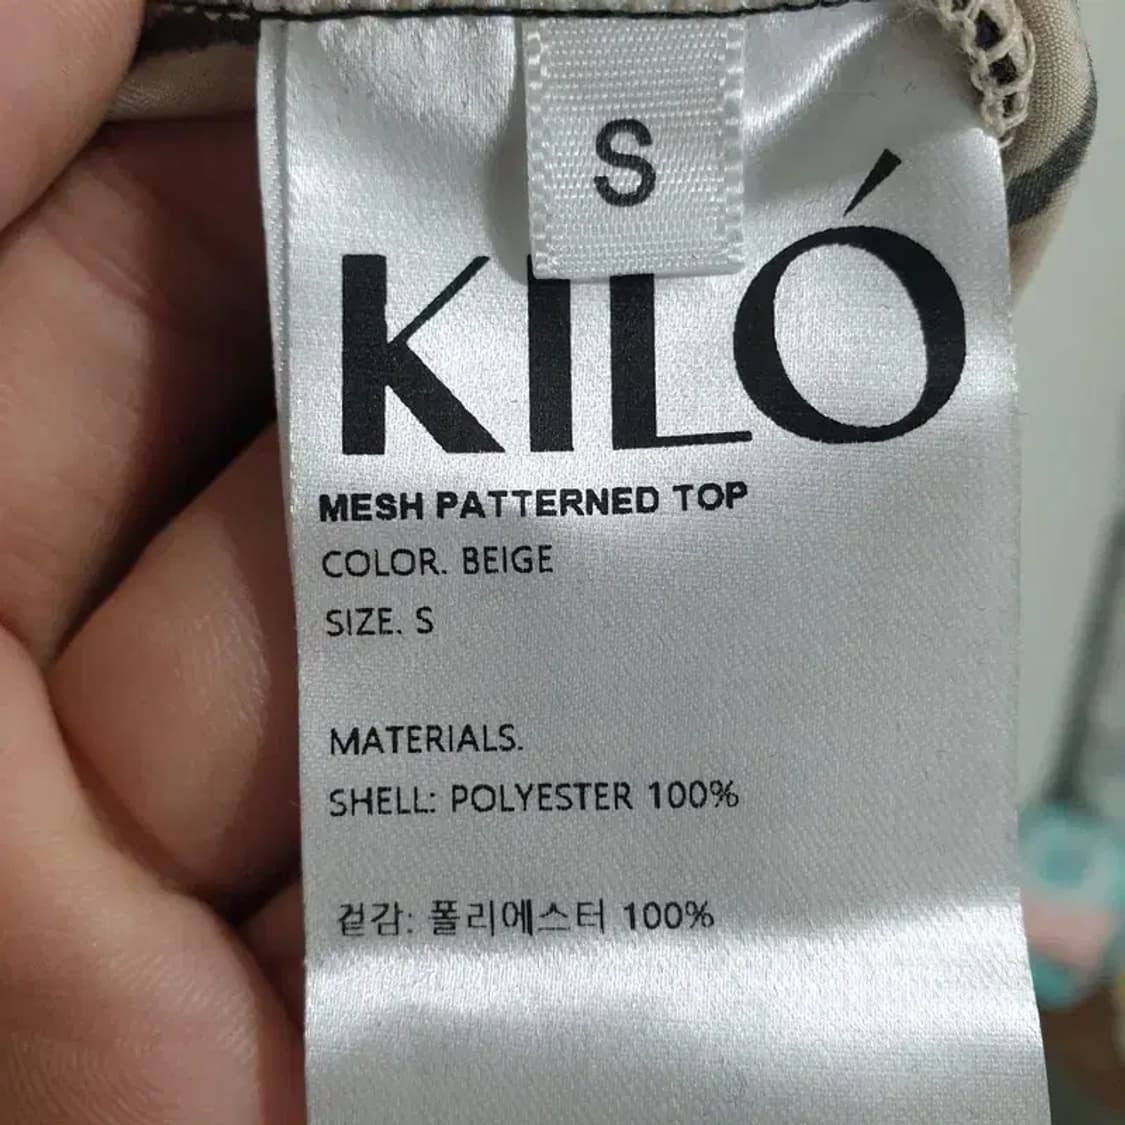 S
KILÓ
MESH PATTERNED TOP
COLOR. BEIGE
SIZE. S
MATERIALS.
SHELL: POLYESTER 100%
겉감: 폴리에스터 100%